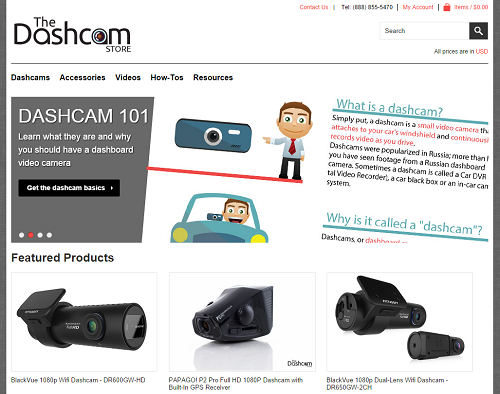 Contact Us | Tel: (888) 855-5470 | My Account | Items / $0.00
The
Dashcam
STORE
Search
All prices are in USD
Dashcams Accessories Videos How-Tos Resources
DASHCAM 101
Learn what they are and why
you should have a dashboard
video camera
Get the dashcam basics
What is a dashcam?
Simply put, a dashcam is a small video camera tha
attaches to your car's windshield and continuous
records video as you drive.
Dashcams were popularized in Russia; more than l
you have seen footage from a Russian dashboard
camera. Sometimes a dashcam is called a Car DVR
tal Video Recorder), a car black box or an in-car can
system.
Why is it called a "dashcam"?
Dashcams, or dashboard
Featured Products
Dashcam
BlackVue 1080p Wifi Dashcam - DR600GW-HD
PAPAGO! P2 Pro Full HD 1080P Dashcam with
Built-In GPS Receiver
BlackVue 1080p Dual-Lens Wifi Dashcam -
DR650GW-2CH